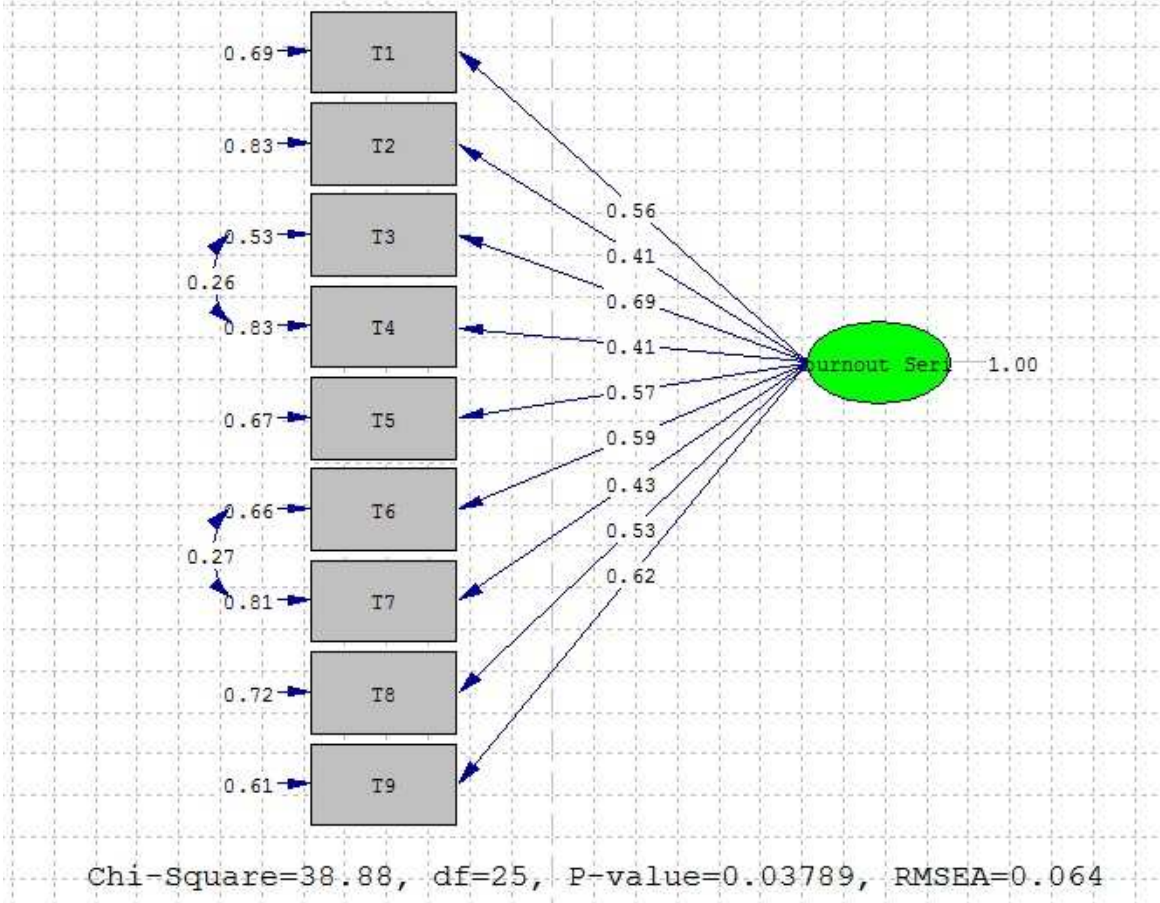 0.69 T1
0.56
0.83 T2
0.41
0.53 T3
0.69
0.26
0.83 T4
0.41
1.00
0.67 T5
0.57
0.59
0.66 T6
0.43
0.27
0.53
0.81 T7
0.62
0.72 T8
0.61 T9
Chi-Square=38.88, df=25, P-value=0.03789, RMSEA=0.064